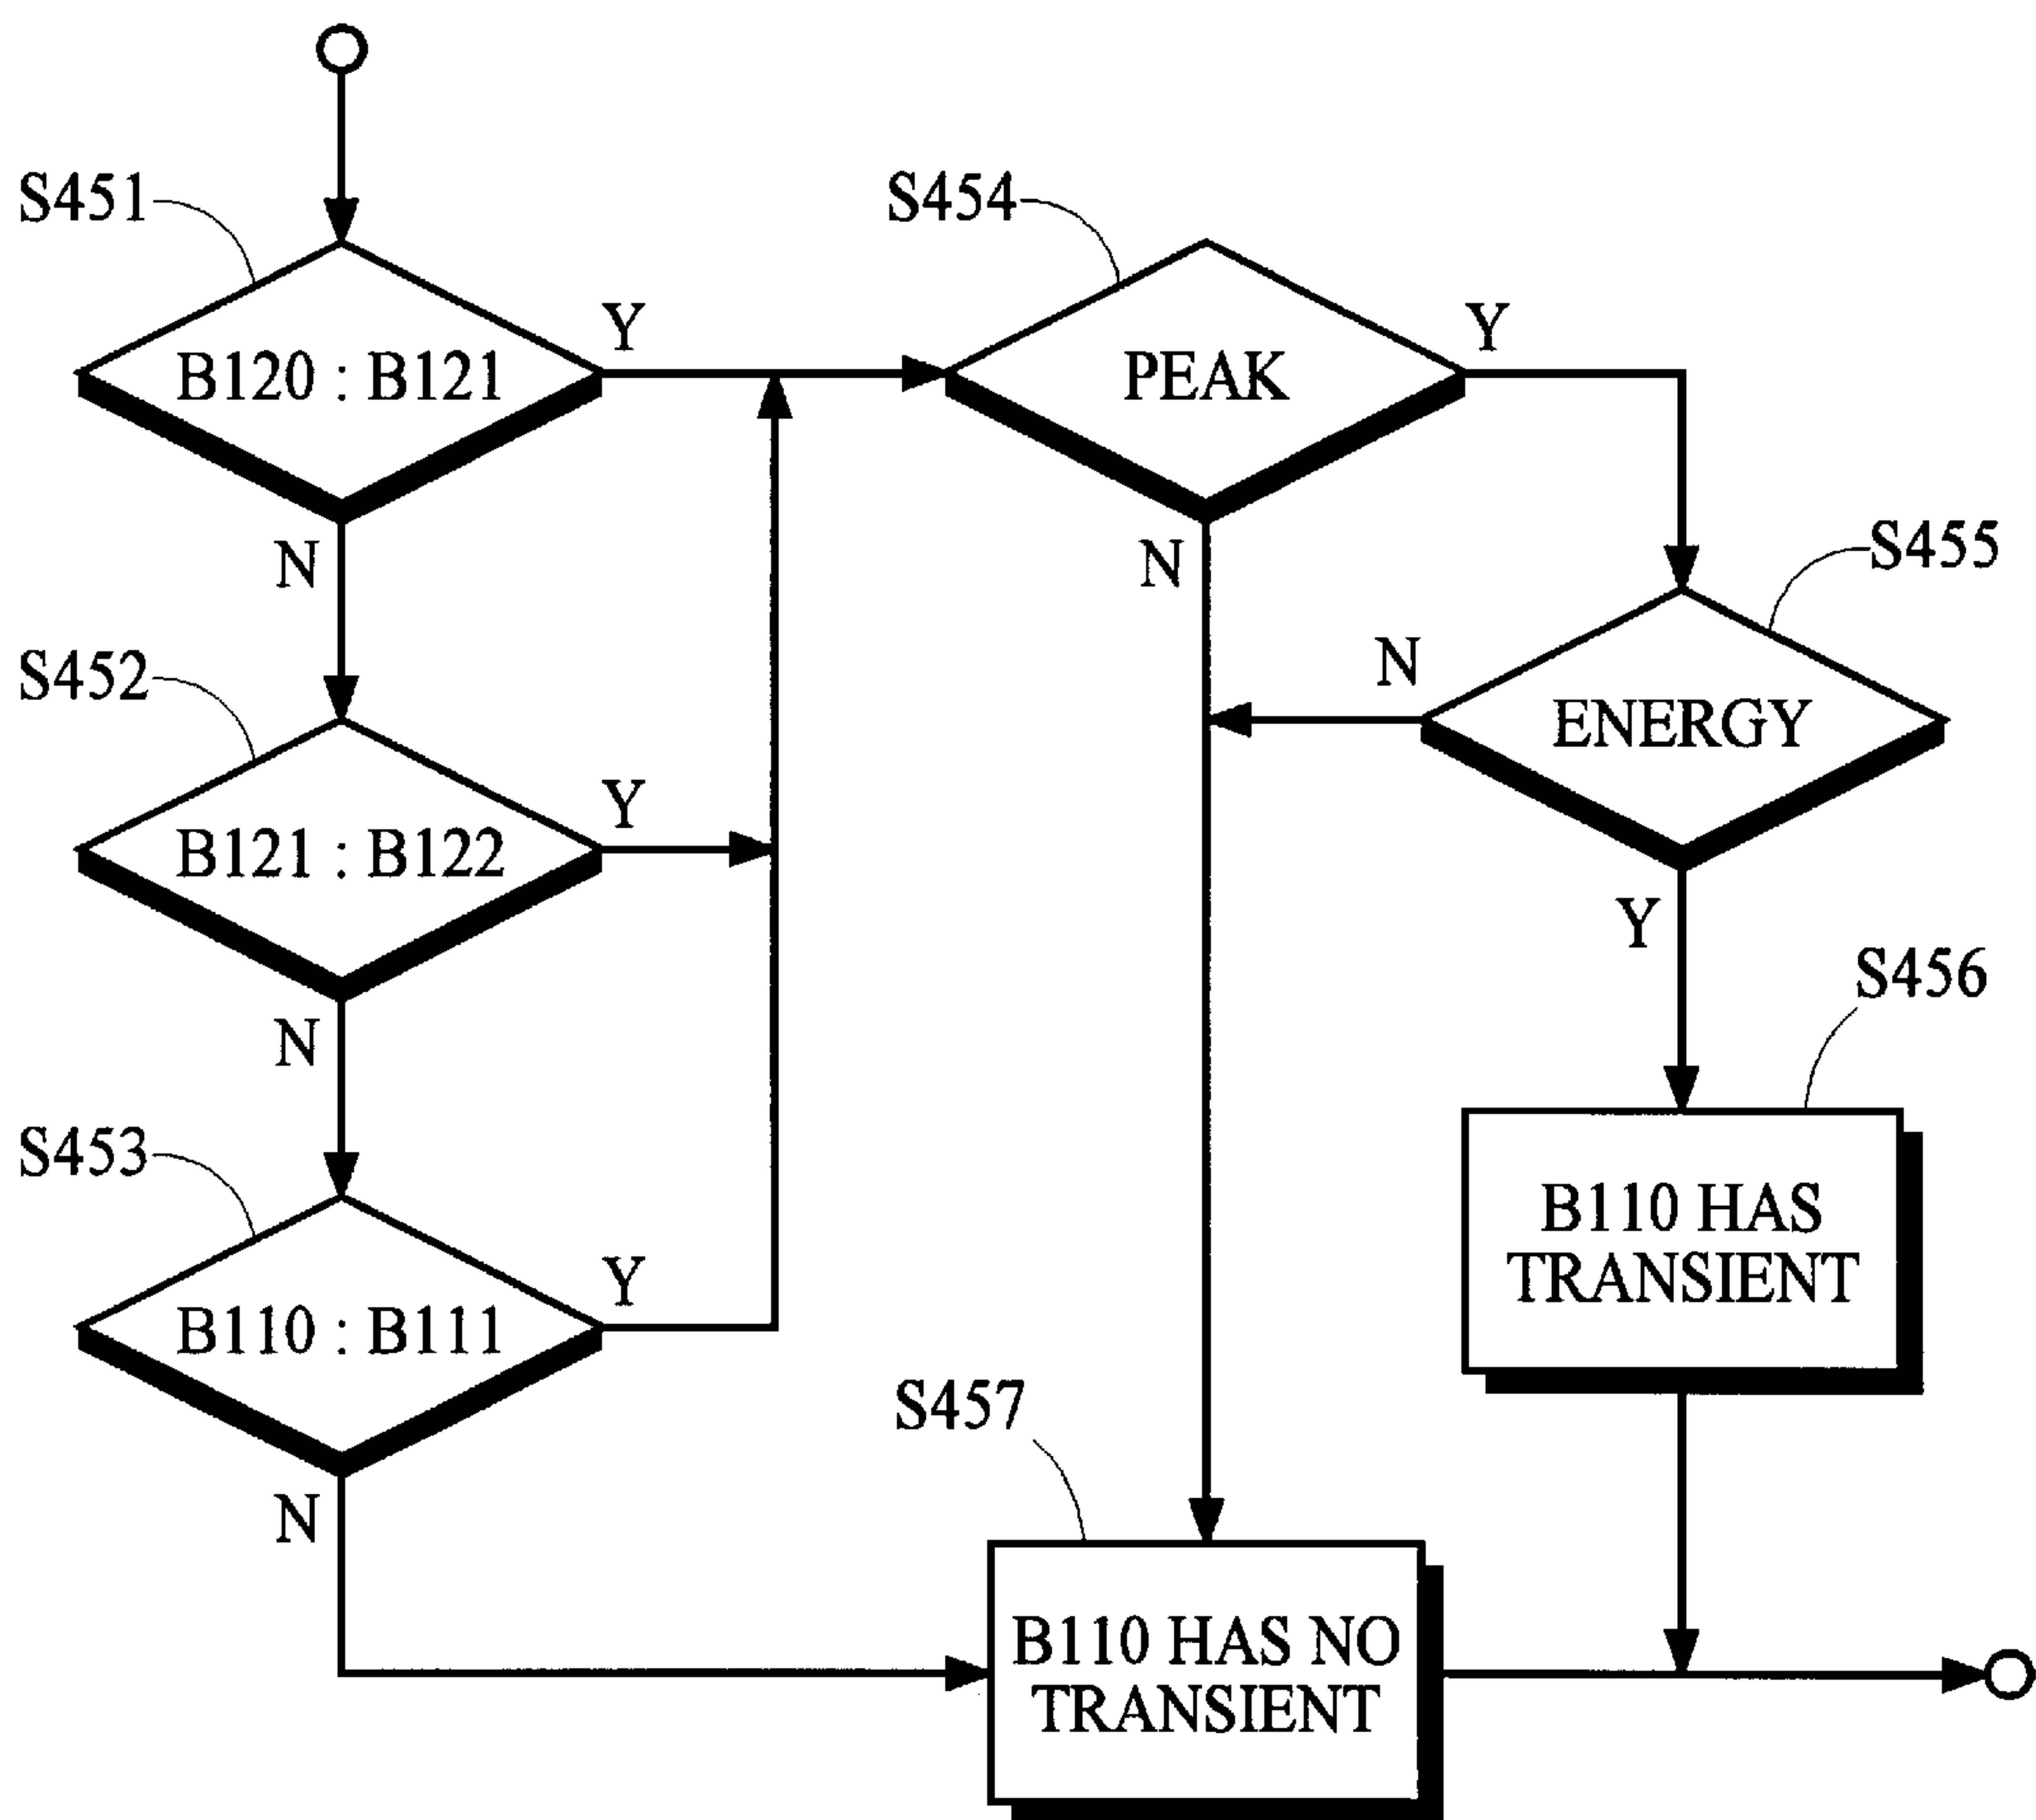 S451
B120 : B121
Y
N
S452
B121 : B122
Y
N
S453
B110 : B111
Y
N
S454
PEAK
Y
N
S455
ENERGY
N
Y
S456
B110 HAS
TRANSIENT
S457
B110 HAS NO
TRANSIENT